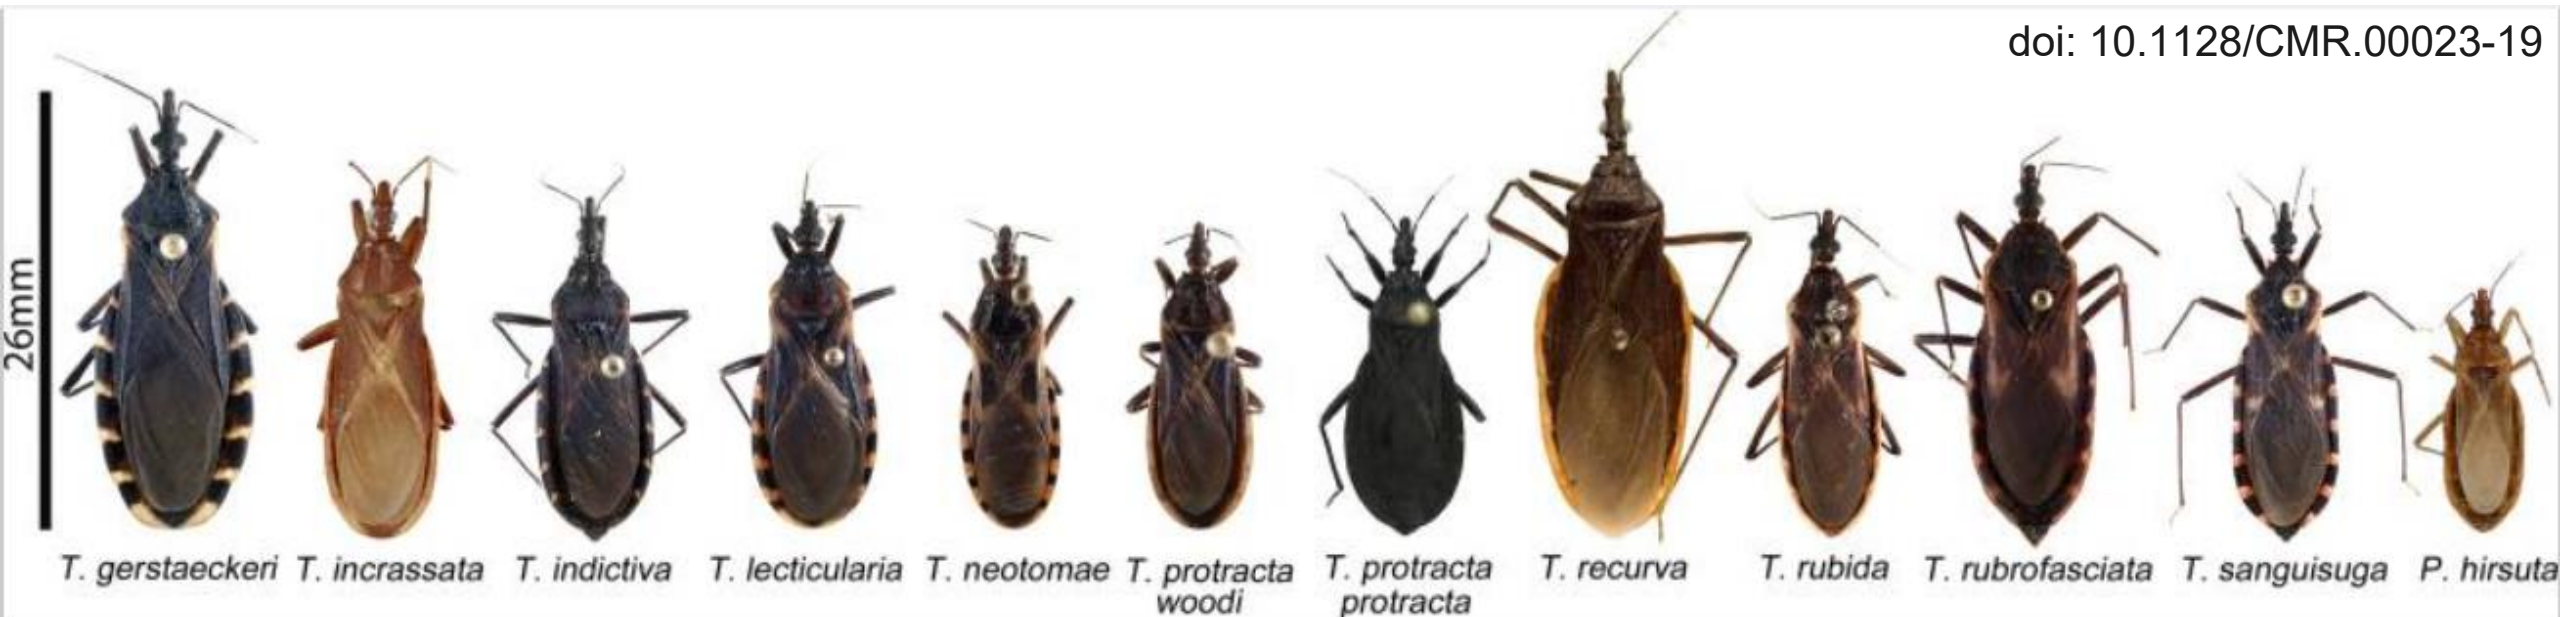 doi: 10.1128/CMR.00023-19
26mm
T. gerstaeckeri
T. incrassata
T. indictiva
T. lecticularia
T. neotomae
T. protracta
woodi
T. protracta
protracta
T. recurva
T. rubida
T. rubrofasciata
T. sanguisuga
P. hirsuta